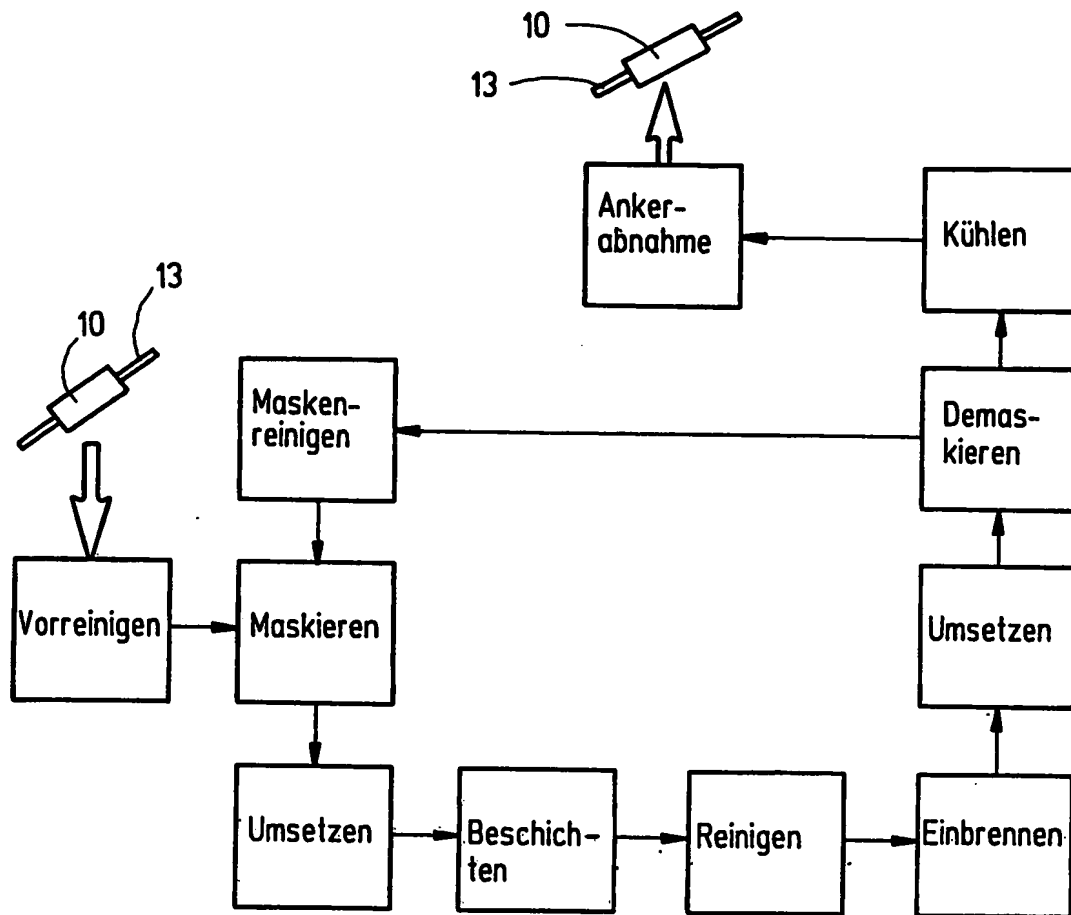 10
13
Anker-
abnahme
Kühlen
13
10
Masken-
reinigen
Demas-
kieren
Vorreinigen
Maskieren
Umsetzen
Umsetzen
Beschich-
ten
Reinigen
Einbrennen